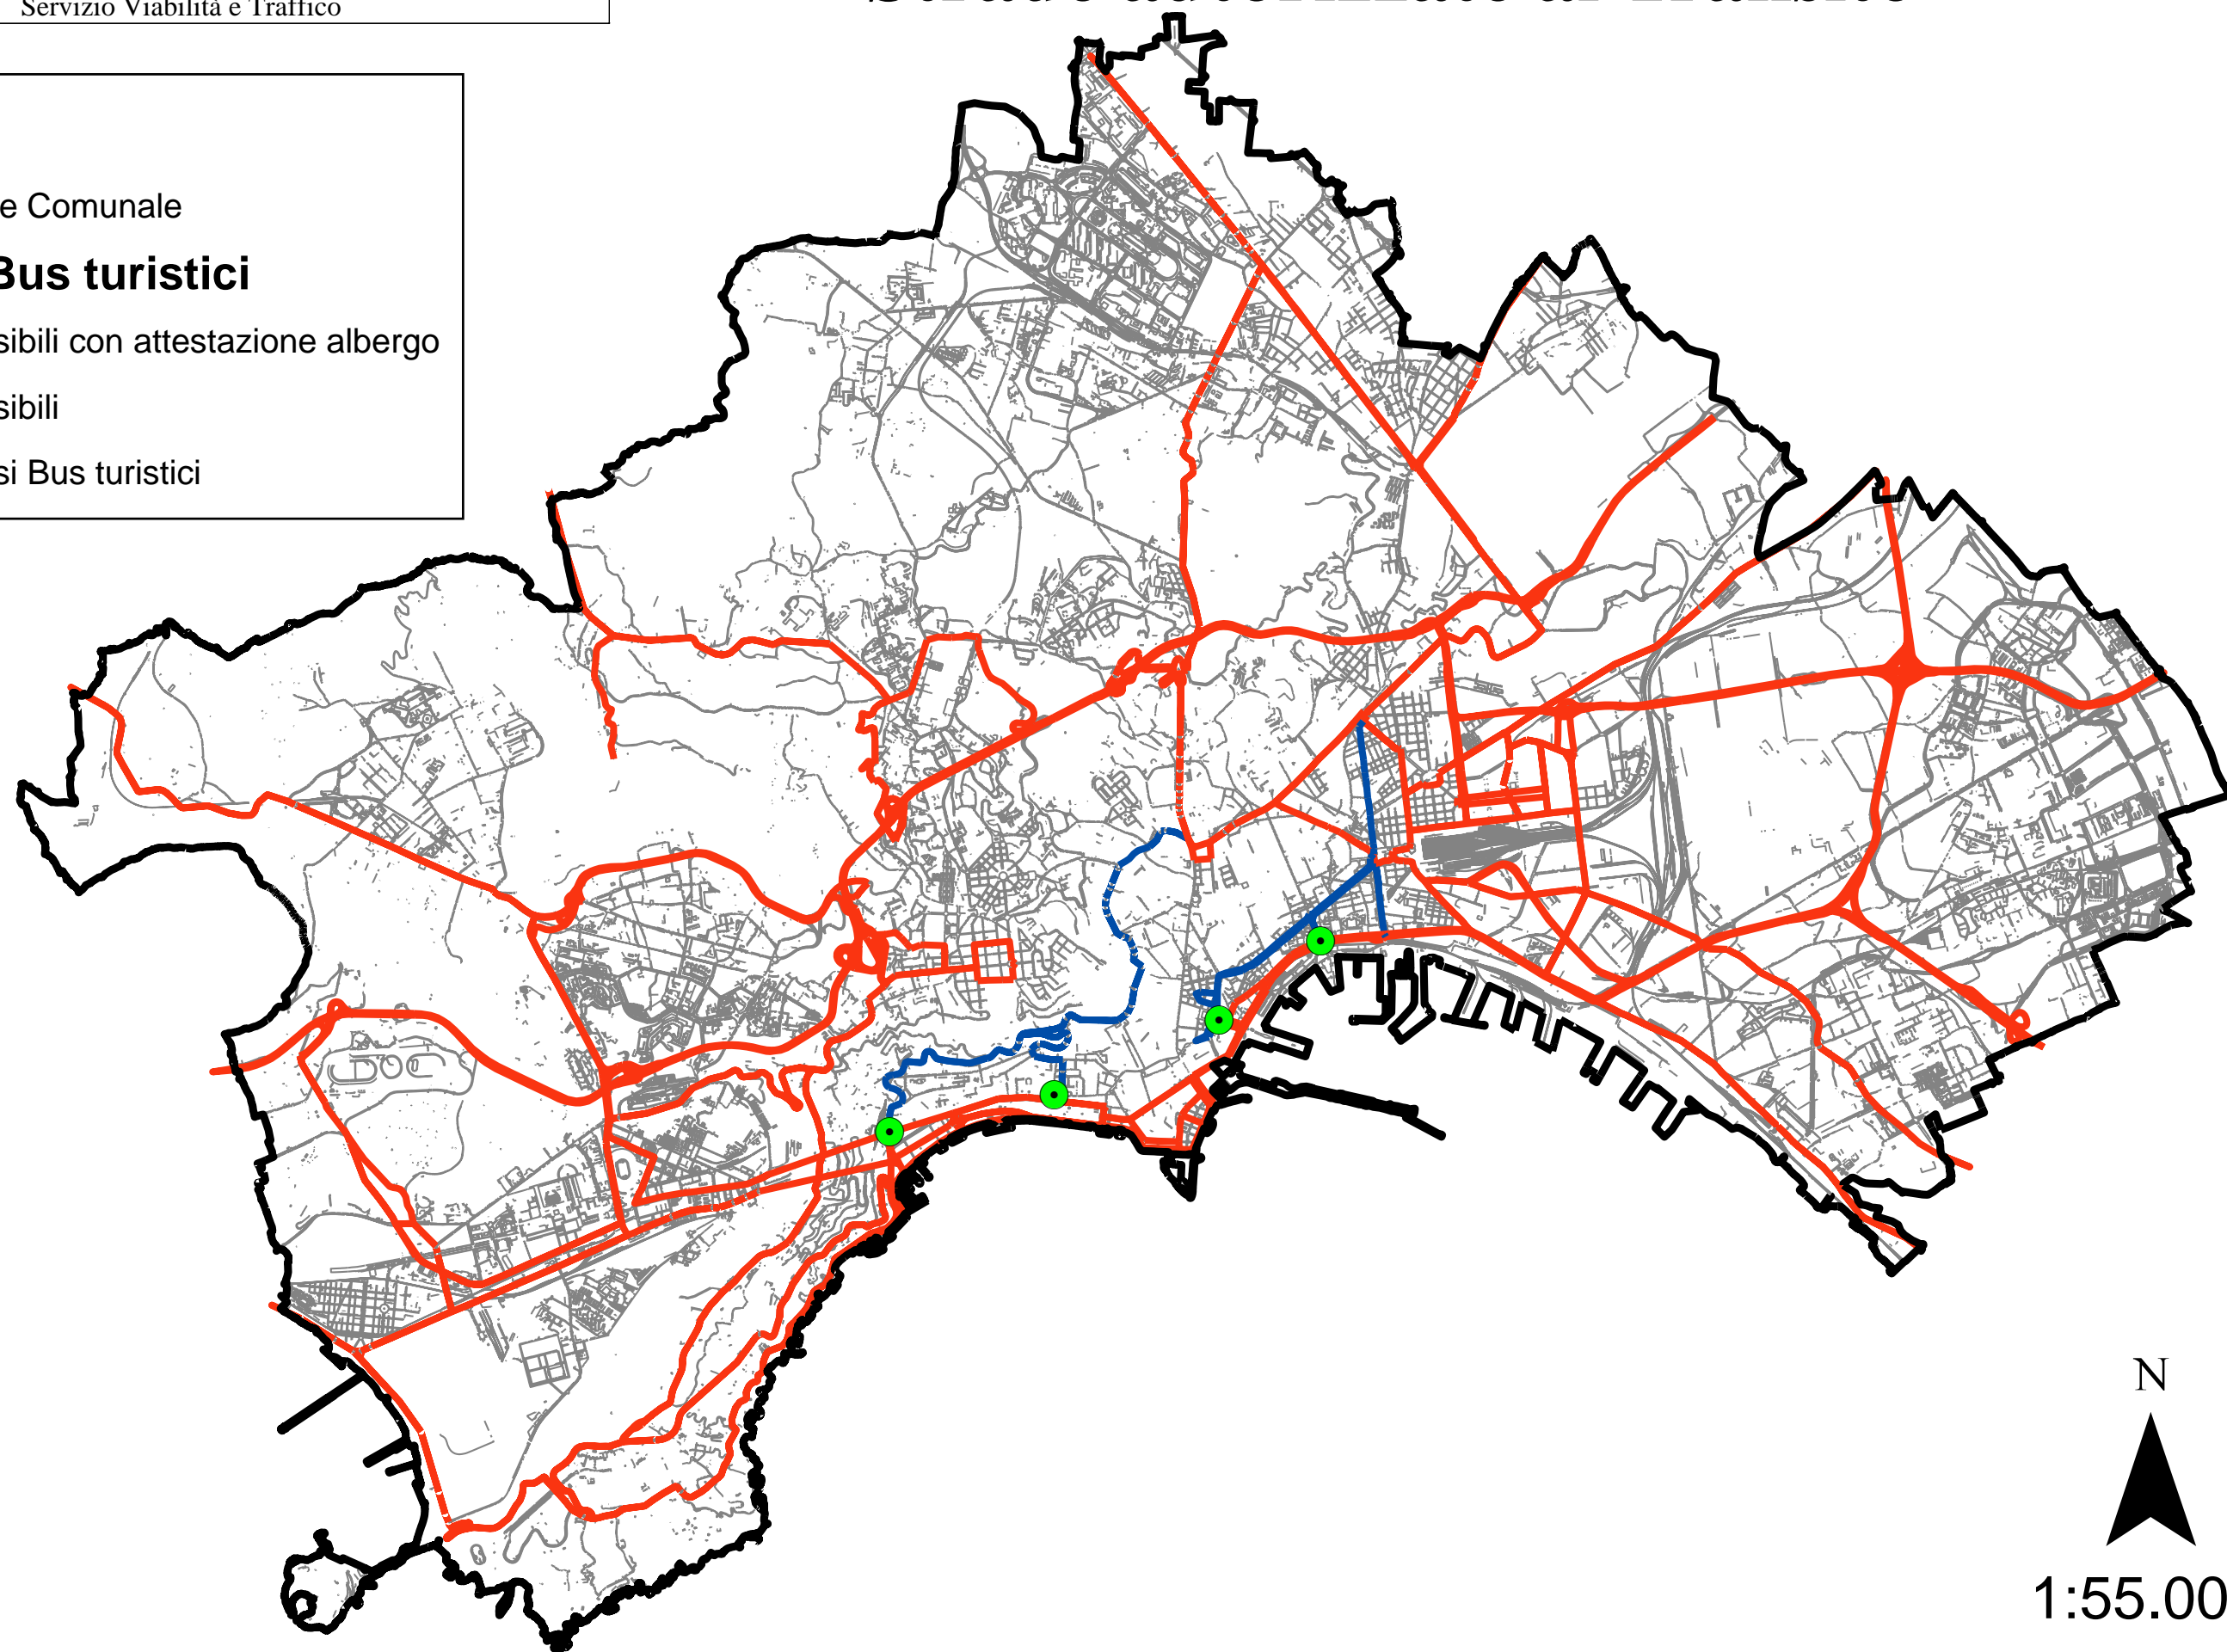 Servizio Viabilità e Traffico
e Comunale
Bus turistici
sibili con attestazione albergo
sibili
si Bus turistici
N
1:55.00